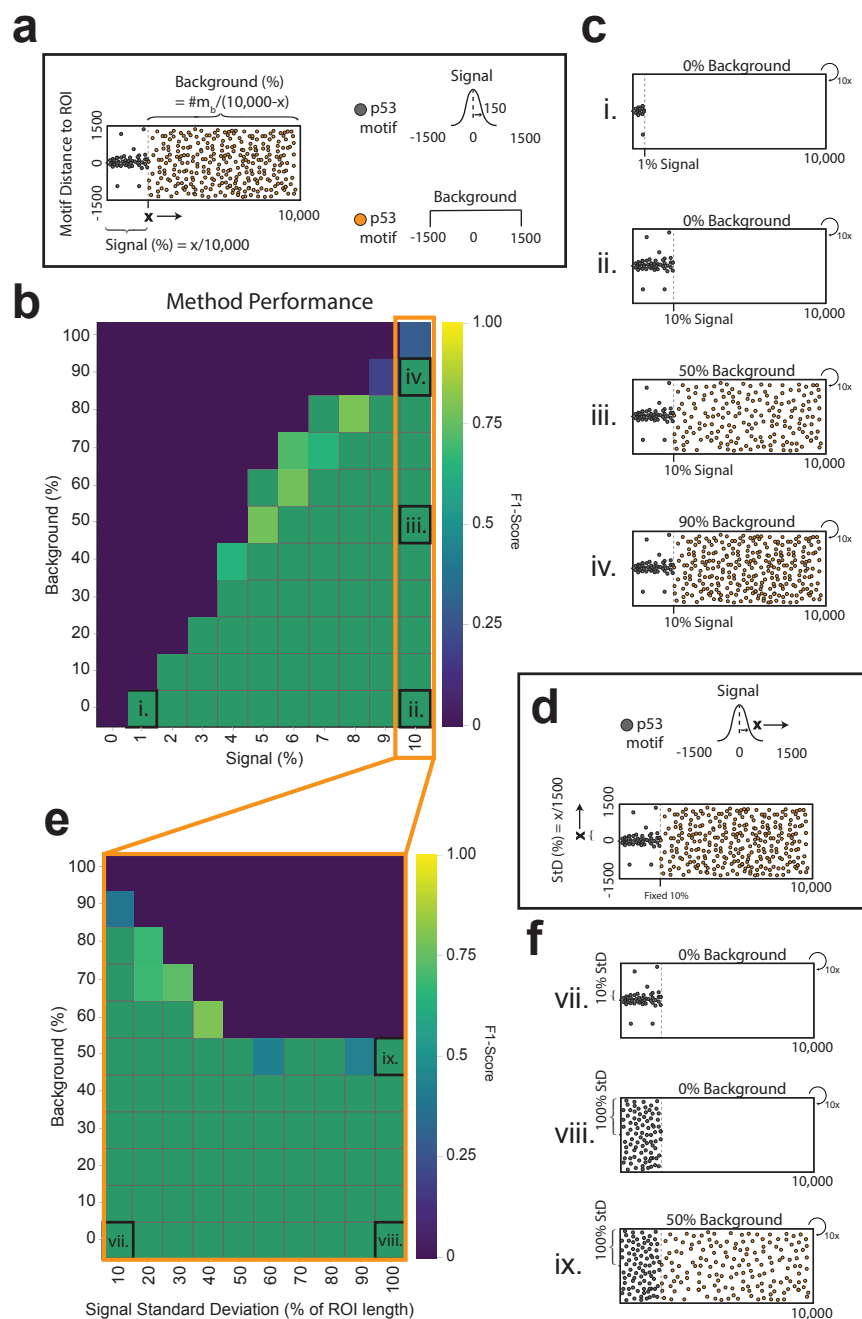 a
Background (%)
= #m_b/(10,000-x)
Motif Distance to ROI
1500
0
-1500
x
10,000
Signal (%) = x/10,000
p53
motif
Signal
150
-1500 0 1500
p53
motif
Background
-1500 0 1500
b
Method Performance
Background (%)
100
90
80
70
60
50
40
30
20
10
0
iv.
iii.
i.
ii.
0 1 2 3 4 5 6 7 8 9 10
Signal (%)
1.00
0.75
0.5
0.25
0
F1-Score
c
i.
0% Background
10x
1% Signal
10,000
ii.
0% Background
10x
10% Signal
10,000
iii.
50% Background
10x
10% Signal
10,000
iv.
90% Background
10x
10% Signal
10,000
d
Signal
p53
motif
x
-1500 0 1500
StD (%) = x/1500
x
1500
0
-1500
Fixed 10%
10,000
e
Background (%)
100
90
80
70
60
50
40
30
20
10
0
ix.
vii.
viii.
10 20 30 40 50 60 70 80 90 100
Signal Standard Deviation (% of ROI length)
1.00
0.75
0.5
0.25
0
F1-Score
f
vii.
0% Background
10x
10% StD
10,000
viii.
0% Background
10x
100% StD
10,000
ix.
50% Background
10x
100% StD
10,000